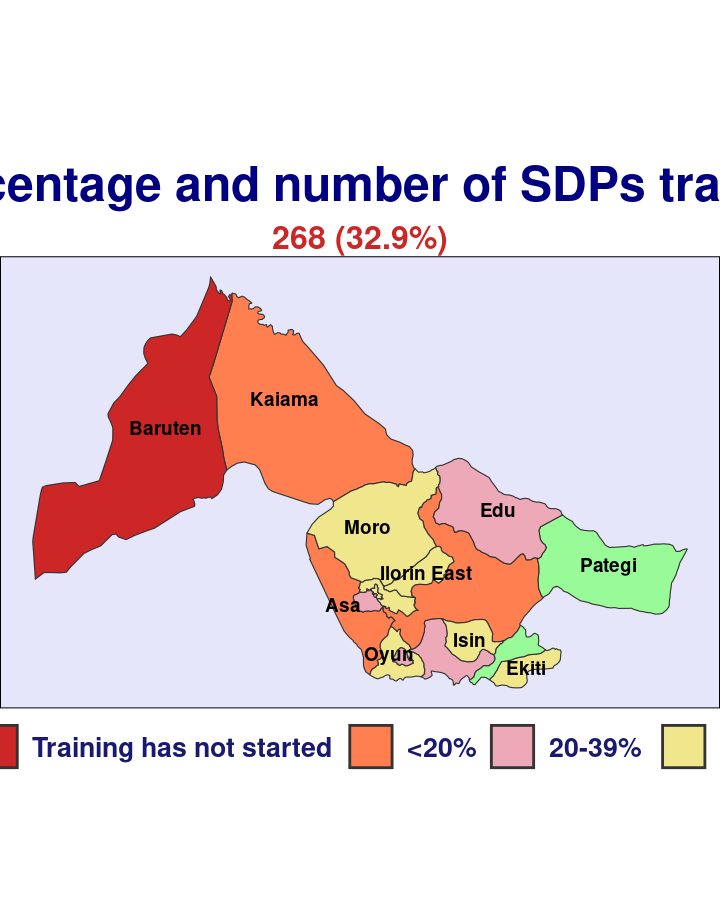 centage and number of SDPs tra
268 (32.9%)
Kaiama
Baruten
Edu
Moro
Pategi
Ilorin East
Asa
Isin
Oyun
Ekiti
Training has not started <20% 20-39%